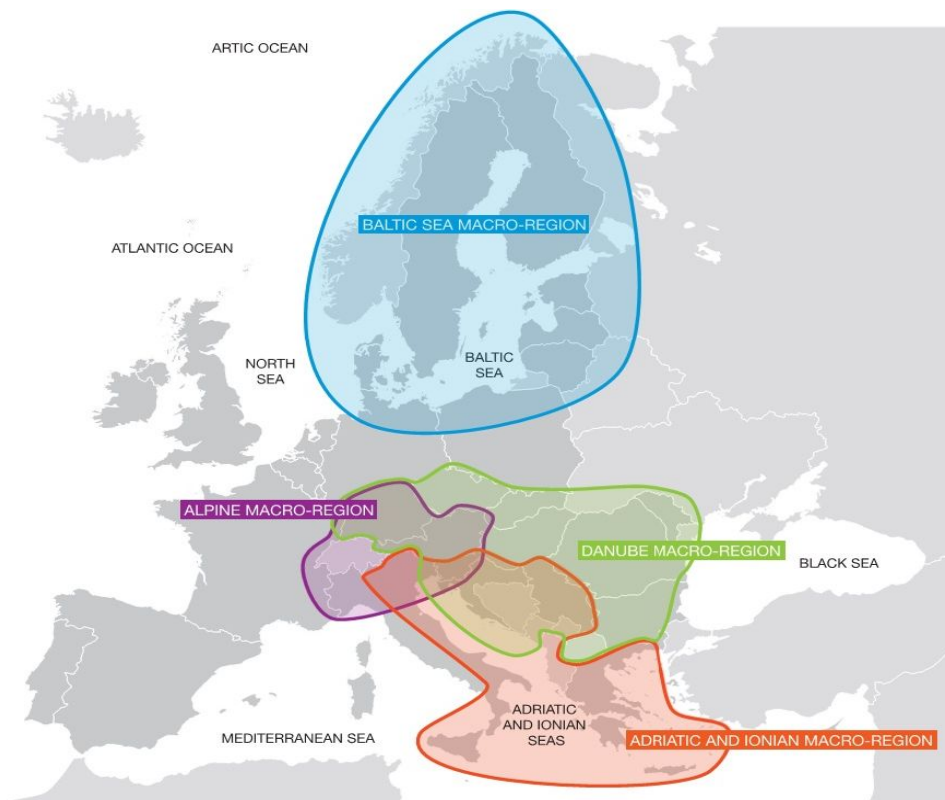 ARTIC OCEAN
BALTIC SEA MACRO-REGION
ATLANTIC OCEAN
NORTH
SEA
BALTIC
SEA
ALPINE MACRO-REGION
DANUBE MACRO-REGION
BLACK SEA
ADRIATIC
AND IONIAN
SEAS
MEDITERRANEAN SEA
ADRIATIC AND IONIAN MACRO-REGION